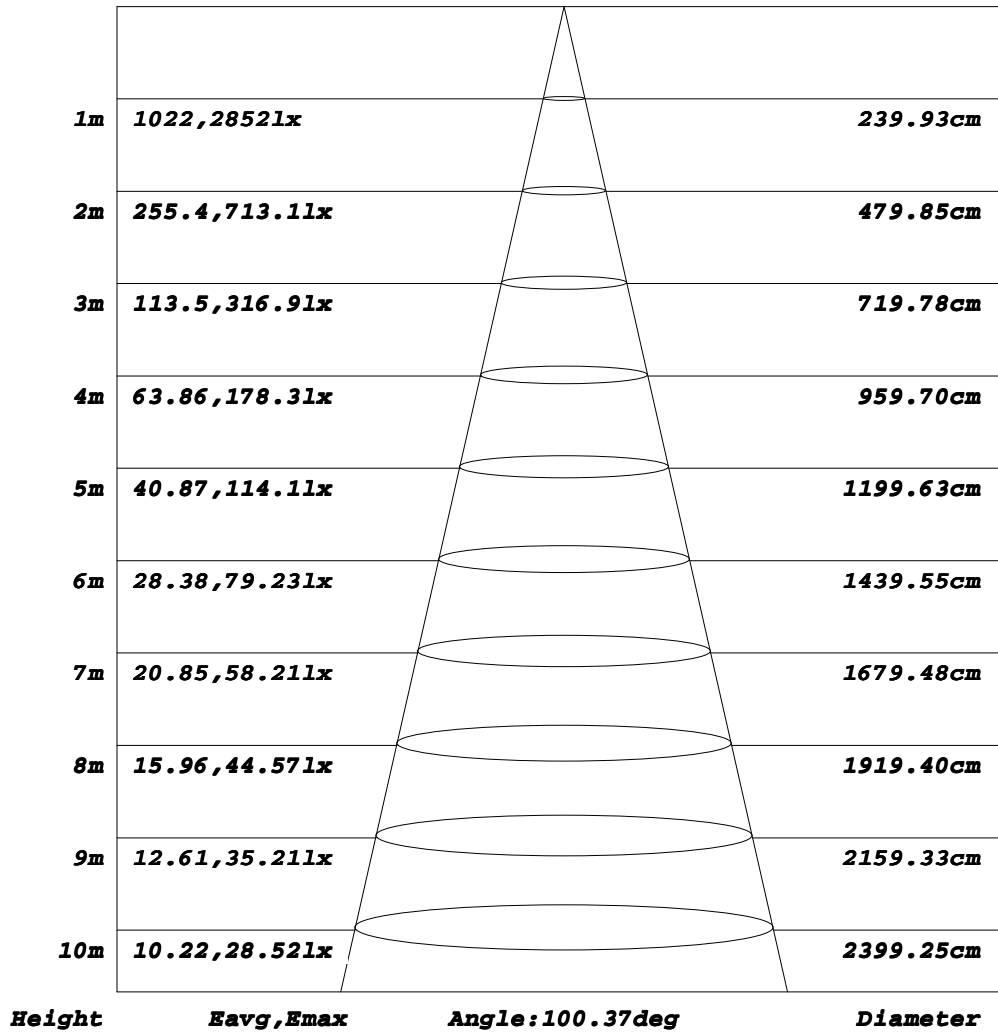 1m 1022,2852lx 239.93cm
2m 255.4,713.1lx 479.85cm
3m 113.5,316.9lx 719.78cm
4m 63.86,178.3lx 959.70cm
5m 40.87,114.1lx 1199.63cm
6m 28.38,79.23lx 1439.55cm
7m 20.85,58.21lx 1679.48cm
8m 15.96,44.57lx 1919.40cm
9m 12.61,35.21lx 2159.33cm
10m 10.22,28.52lx 2399.25cm
Height Eavg,Emax Angle:100.37deg Diameter